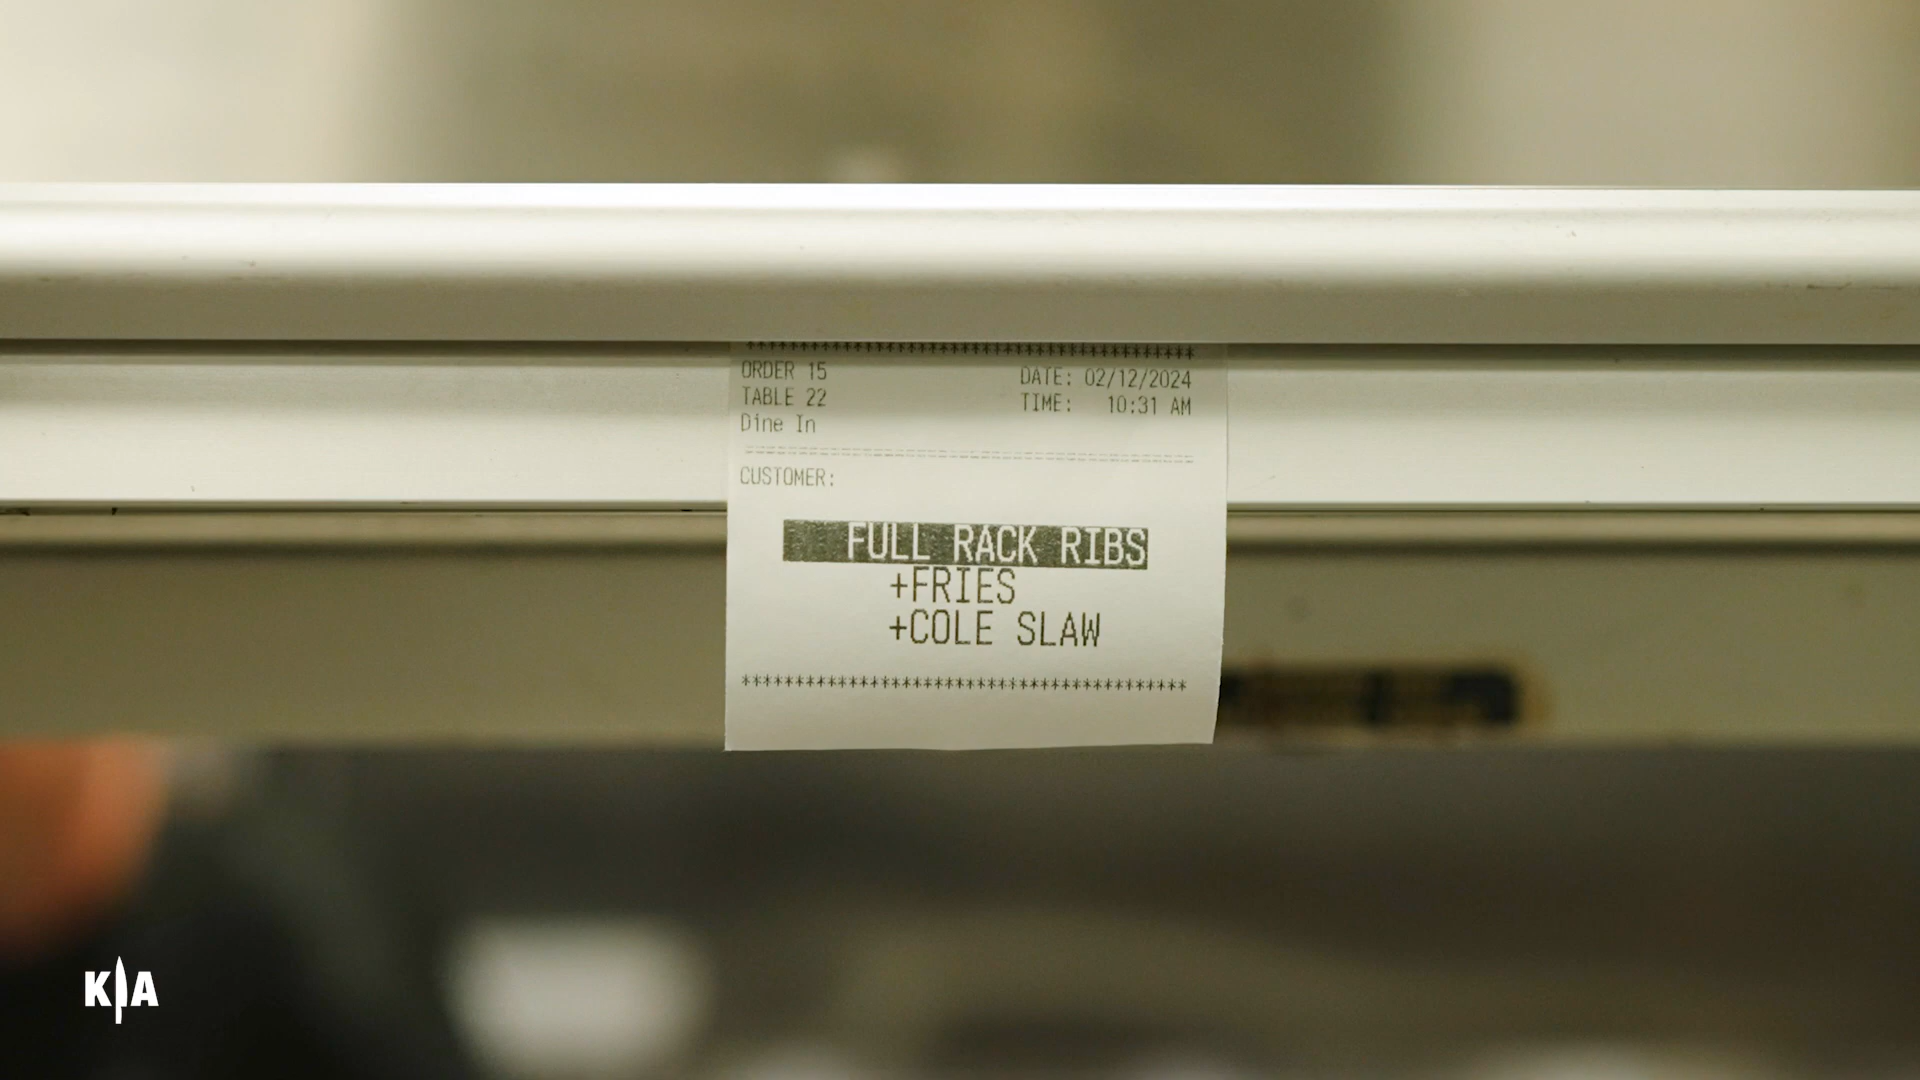 ****************************************** 
ORDER 15 DATE: 02/12/2024
TABLE 22 TIME: 10:31 AM
Dine In
------------------------------------------
CUSTOMER:
FULL RACK RIBS
+FRIES
+COLE SLAW
******************************************
K A